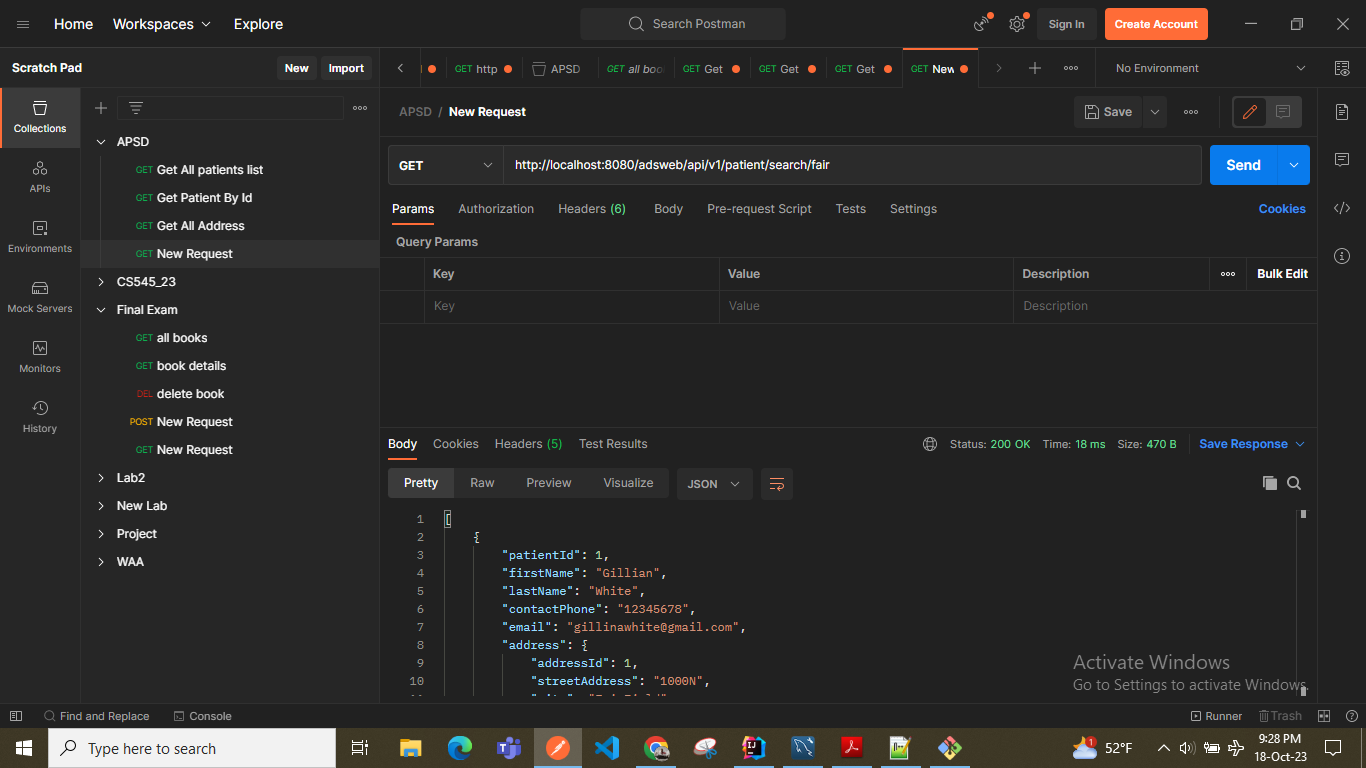 Home Workspaces Explore Search Postman Sign In Create Account
Scratch Pad New Import GET http APSD GET all boo GET Get GET Get GET Get GET New No Environment
Collections
APIs
Environments
Mock Servers
Monitors
History
APSD
GET Get All patients list
GET Get Patient By Id
GET Get All Address
GET New Request
CS545_23
Final Exam
GET all books
GET book details
DEL delete book
POST New Request
GET New Request
Lab2
New Lab
Project
WAA
APSD / New Request Save
GET http://localhost:8080/adsweb/api/v1/patient/search/fair Send
Params Authorization Headers (6) Body Pre-request Script Tests Settings Cookies
Query Params
Key Value Description Bulk Edit
Key Value Description
Body Cookies Headers (5) Test Results Status: 200 OK Time: 18 ms Size: 470 B Save Response
Pretty Raw Preview Visualize JSON
1 [
2 {
3 "patientId": 1,
4 "firstName": "Gillian",
5 "lastName": "White",
6 "contactPhone": "12345678",
7 "email": "gillinawhite@gmail.com",
8 "address": {
9 "addressId": 1,
10 "streetAddress": "1000N",
Activate Windows
Go to Settings to activate Windows.
Find and Replace Console Runner Trash
Type here to search 1 52°F 9:28 PM
18-Oct-23